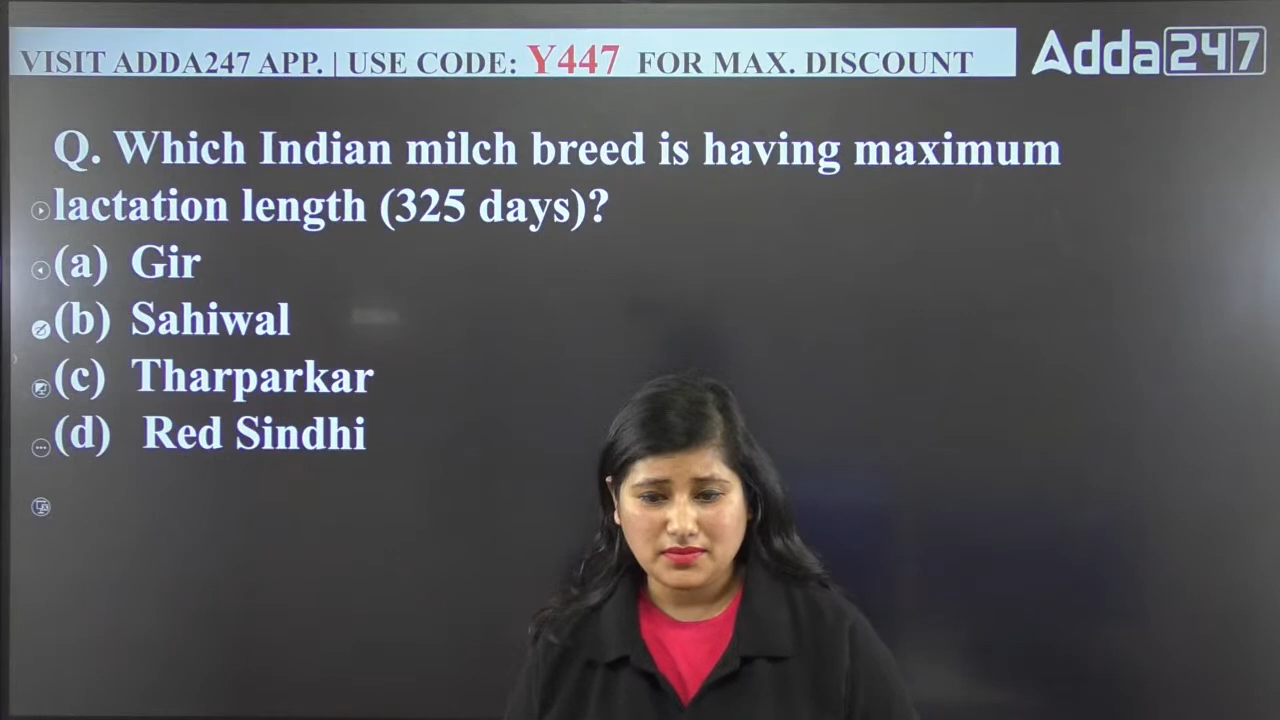 VISIT ADDA247 APP. | USE CODE: Y447 FOR MAX. DISCOUNT
Adda247
Q. Which Indian milch breed is having maximum
lactation length (325 days)?
(a) Gir
(b) Sahiwal
(c) Tharparkar
(d) Red Sindhi